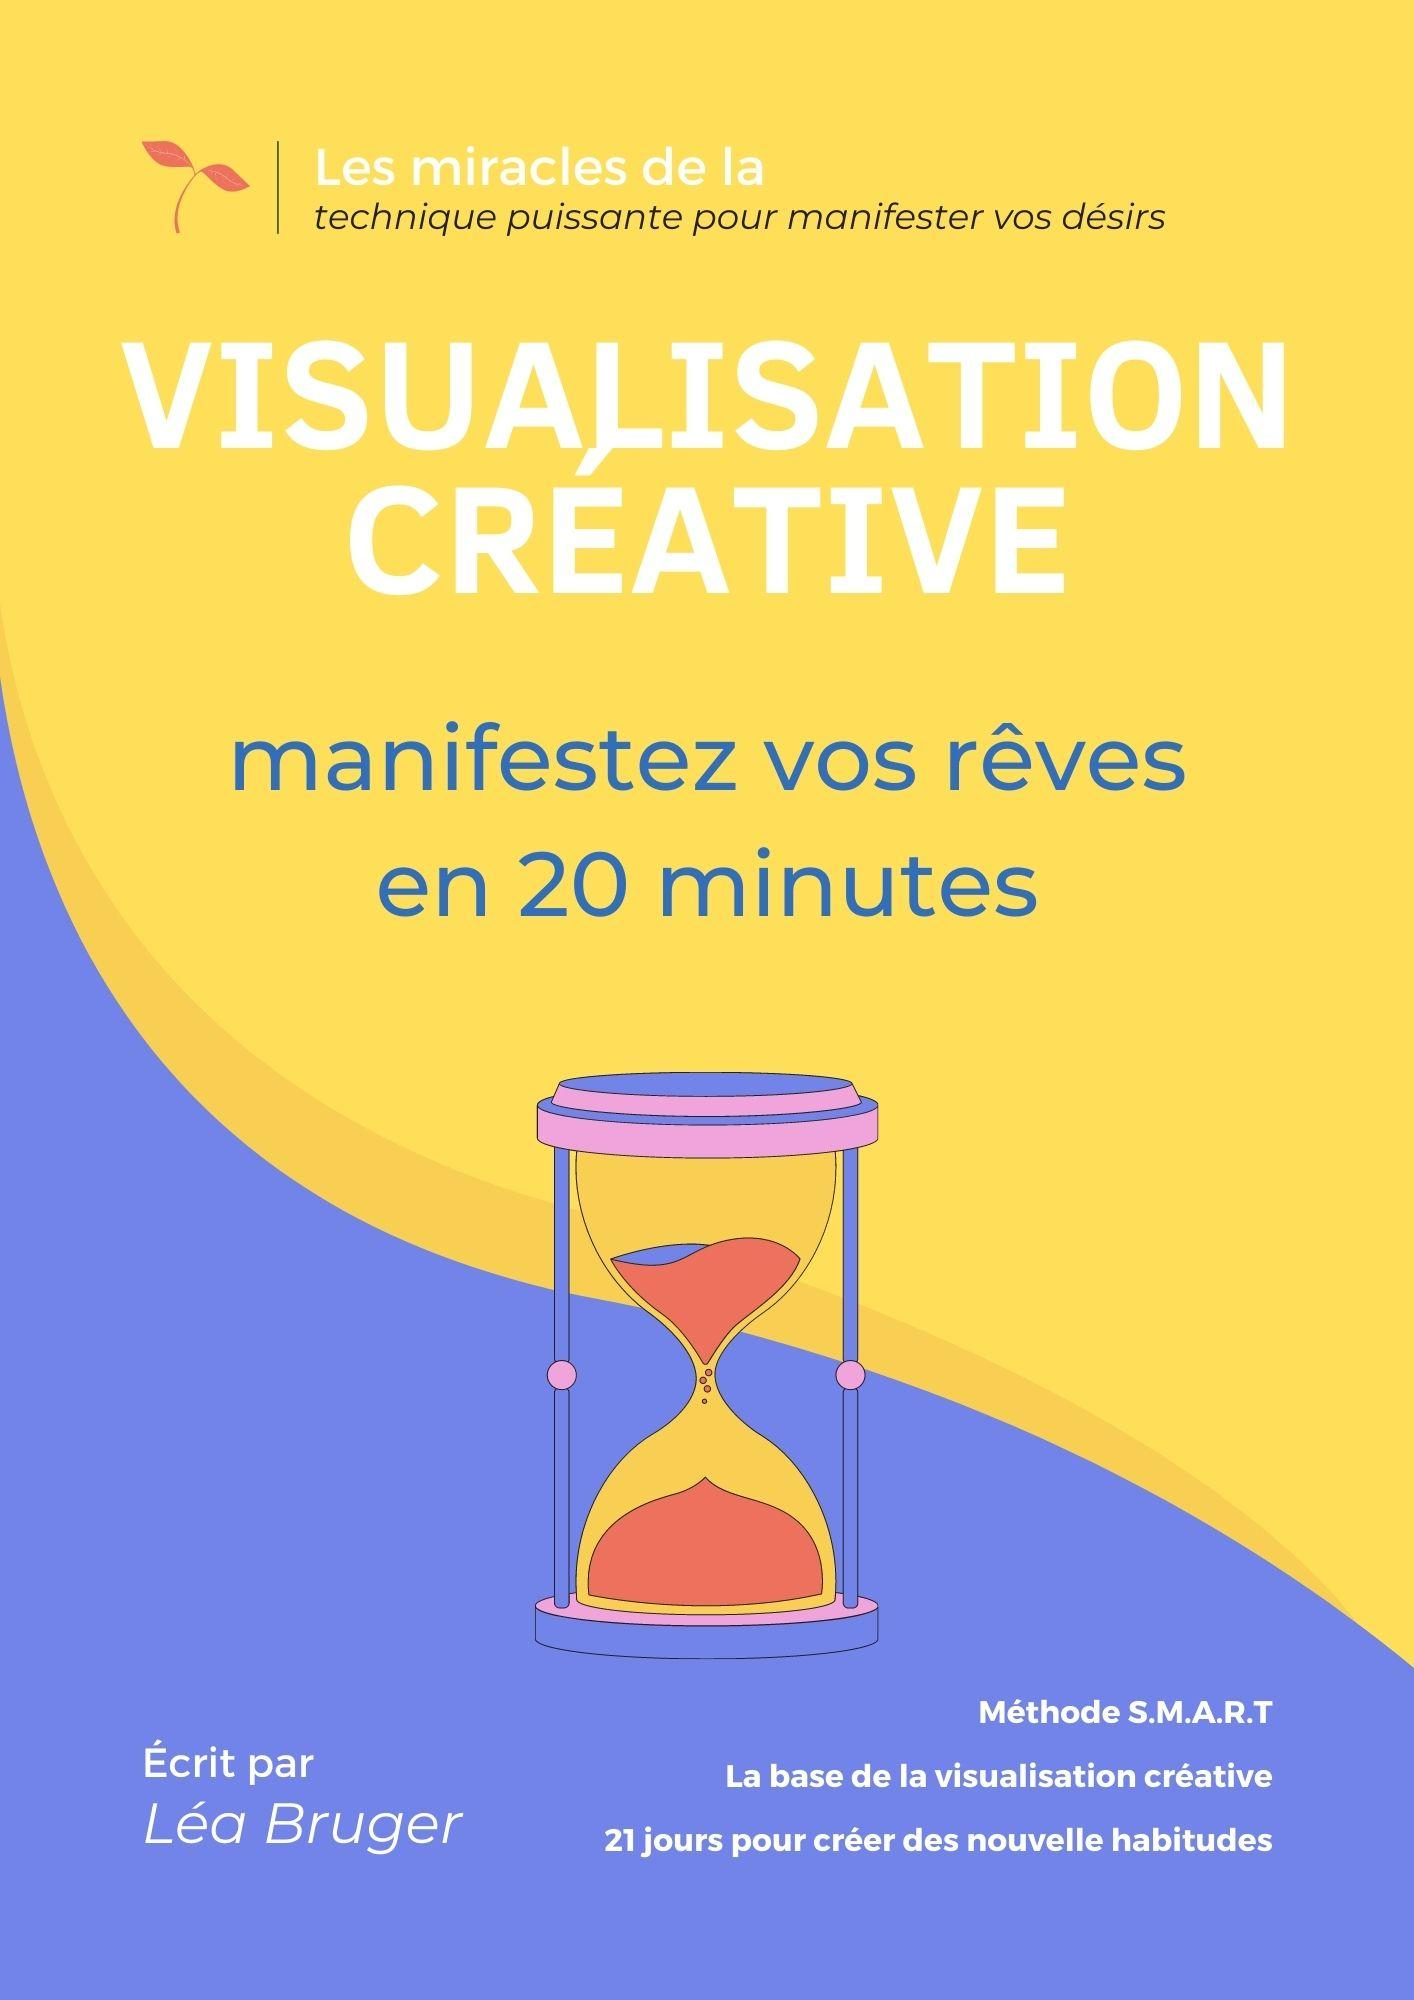 Les miracles de la
technique puissante pour manifester vos désirs
VISUALISATION
CRÉATIVE
manifestez vos rêves
en 20 minutes
Écrit par
Léa Bruger
Méthode S.M.A.R.T
La base de la visualisation créative
21 jours pour créer des nouvelle habitudes